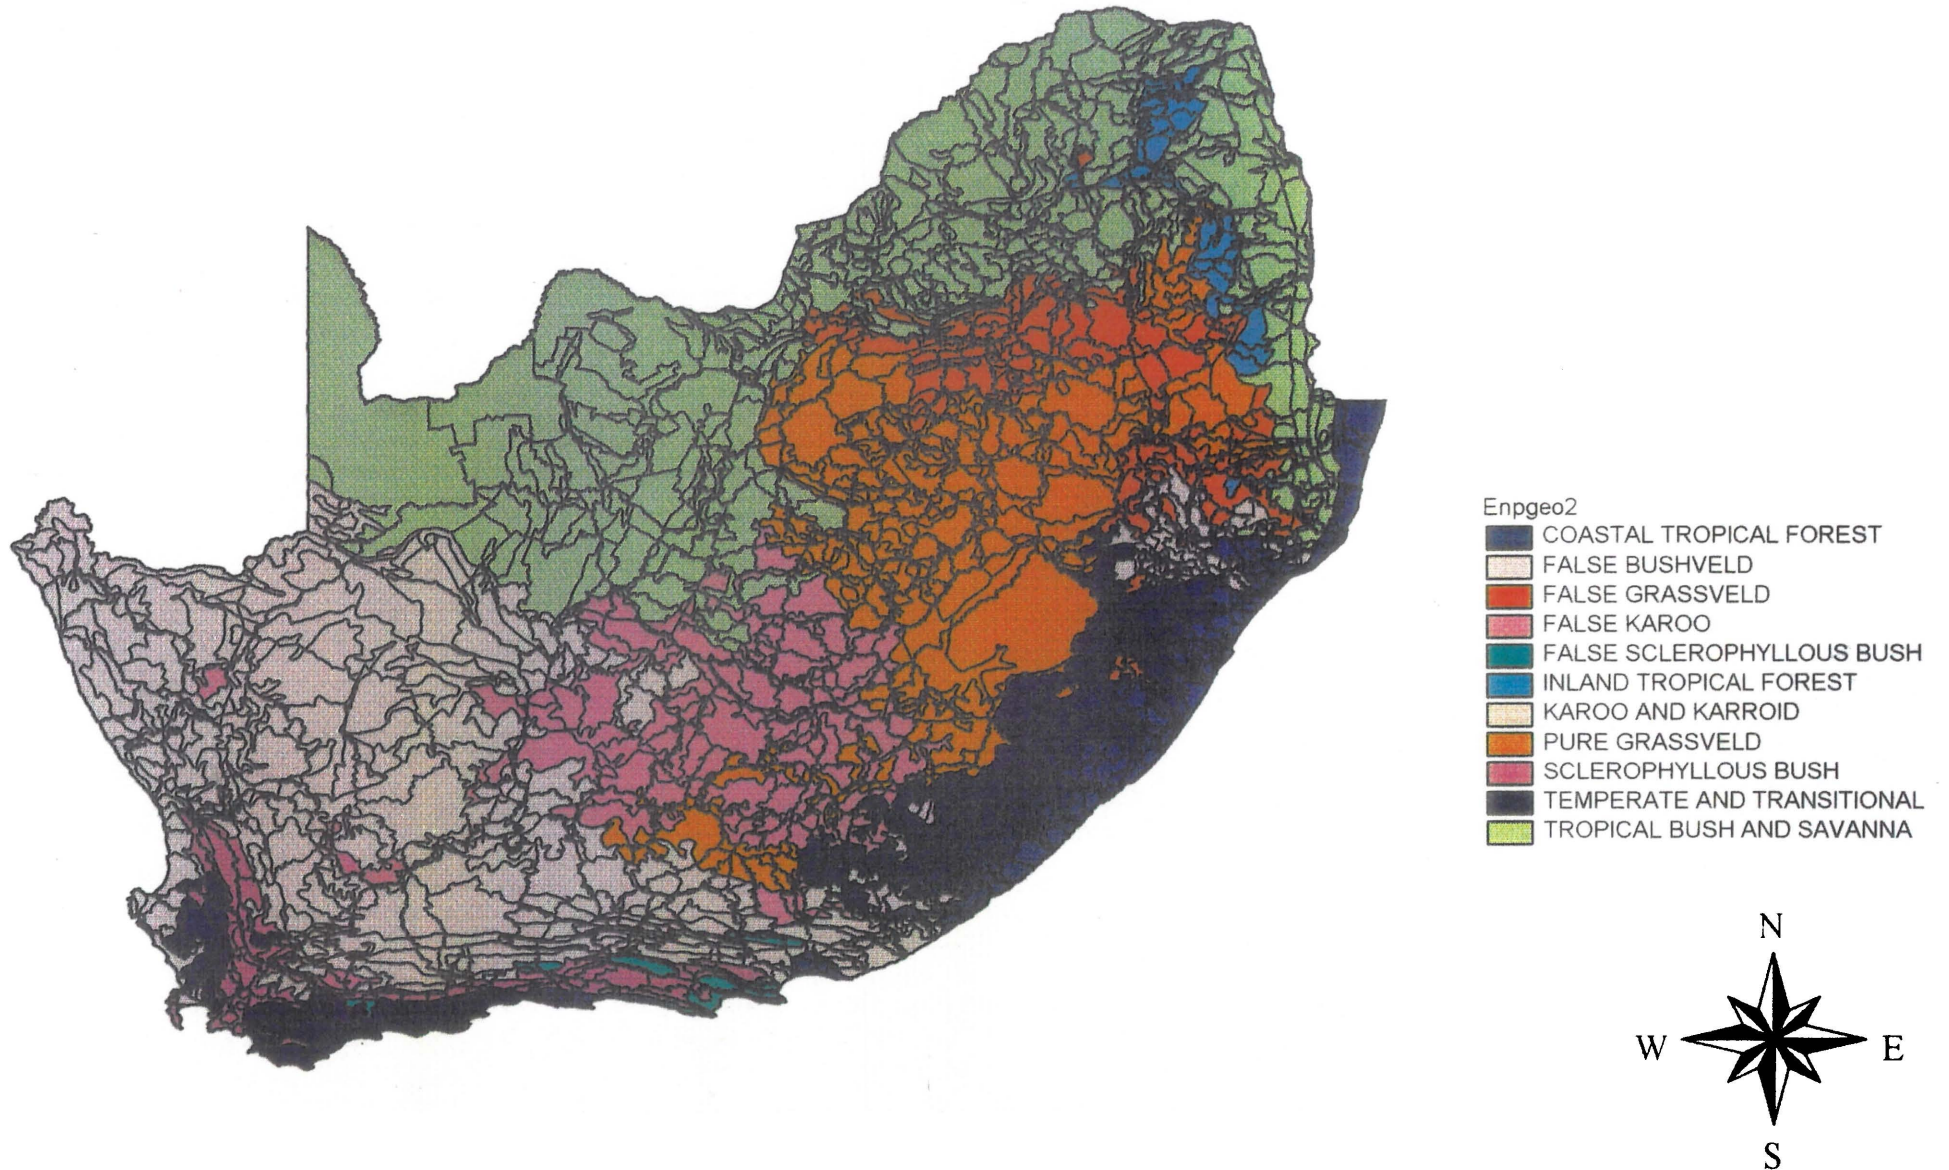 Enpgeo2
COASTAL TROPICAL FOREST
FALSE BUSHVELD
FALSE GRASSVELD
FALSE KAROO
FALSE SCLEROPHYLLOUS BUSH
INLAND TROPICAL FOREST
KAROO AND KARROID
PURE GRASSVELD
SCLEROPHYLLOUS BUSH
TEMPERATE AND TRANSITIONAL
TROPICAL BUSH AND SAVANNA
N
W E
S